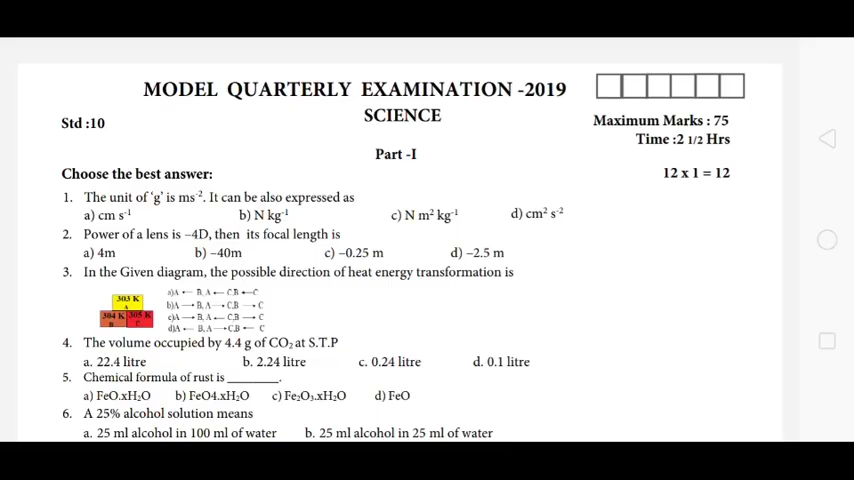 MODEL QUARTERLY EXAMINATION -2019
SCIENCE
Std :10
Maximum Marks : 75
Time :2 1/2 Hrs
Part -I
Choose the best answer:
12 x 1 = 12
1. The unit of 'g' is ms⁻². It can be also expressed as
a) cm s⁻¹ b) N kg⁻¹ c) N m² kg⁻¹ d) cm² s⁻²
2. Power of a lens is –4D, then its focal length is
a) 4m b) –40m c) –0.25 m d) –2.5 m
3. In the Given diagram, the possible direction of heat energy transformation is
303 K
A
304 K 305 K
B C
a)A ← B, A ← C,B ← C
b)A → B, A → C,B → C
c)A → B, A ← C,B → C
d)A ← B, A → C,B ← C
4. The volume occupied by 4.4 g of CO₂ at S.T.P
a. 22.4 litre b. 2.24 litre c. 0.24 litre d. 0.1 litre
5. Chemical formula of rust is ________.
a) FeO.xH₂O b) FeO4.xH₂O c) Fe₂O₃.xH₂O d) FeO
6. A 25% alcohol solution means
a. 25 ml alcohol in 100 ml of water b. 25 ml alcohol in 25 ml of water